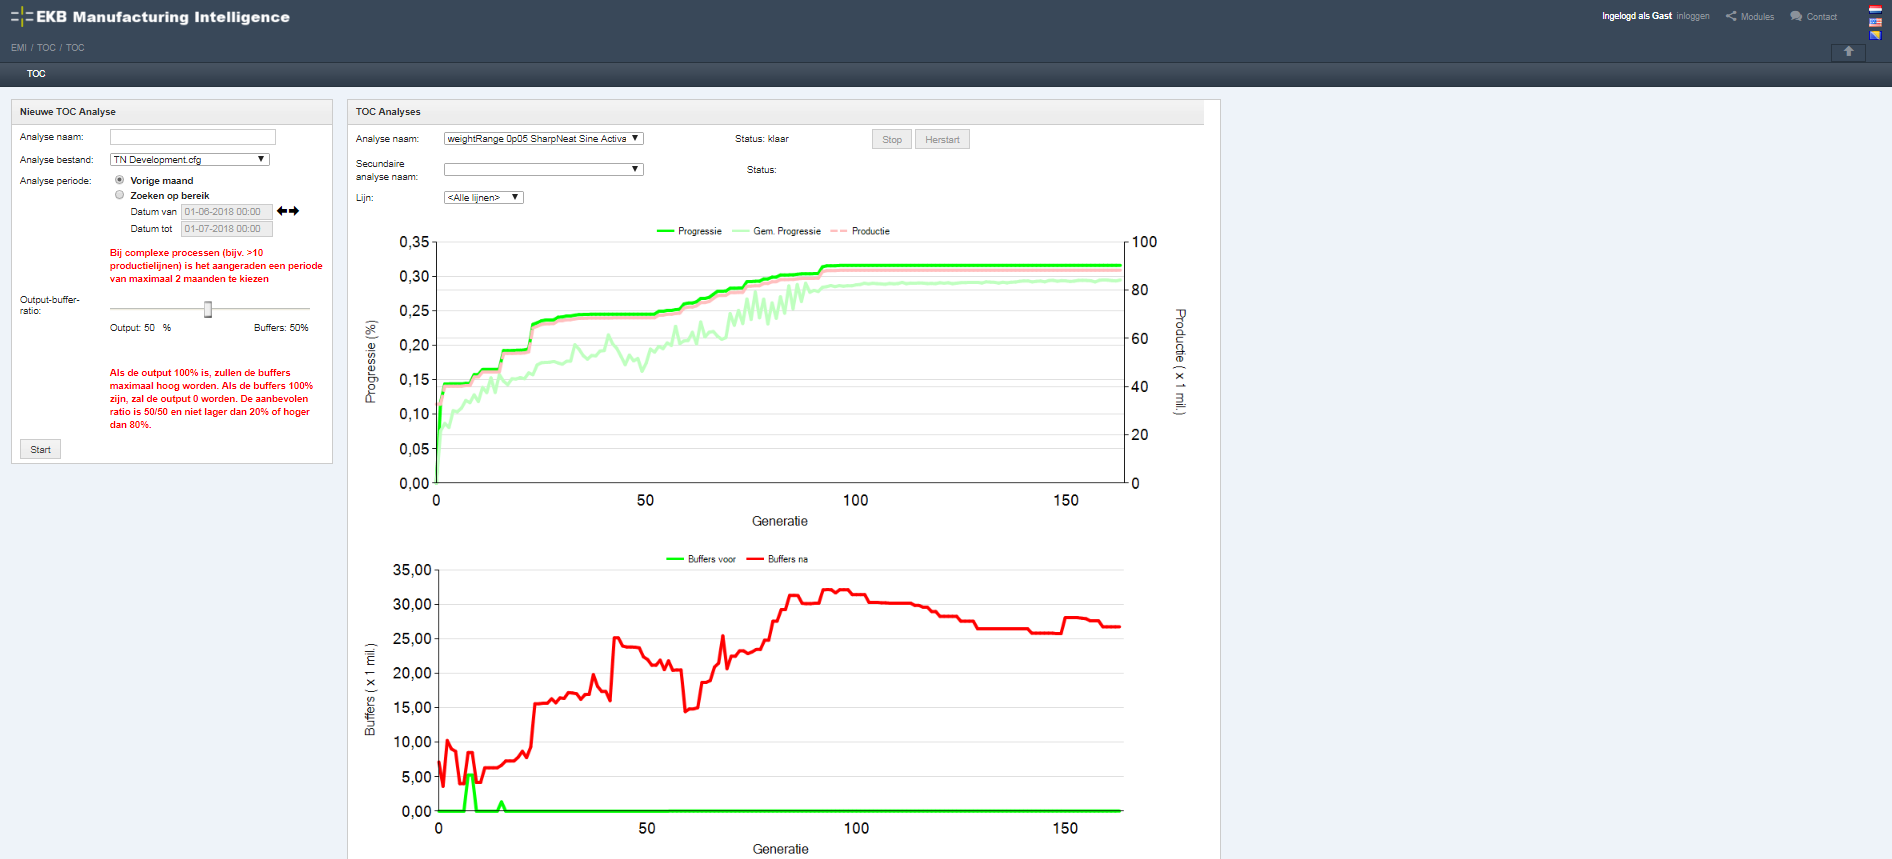 EKB Manufacturing Intelligence
Ingelogd als Gast inloggen Modules Contact
EMI / TOC / TOC
TOC
Nieuwe TOC Analyse
Analyse naam:
Analyse bestand: TN Development.cfg
Analyse periode: Vorige maand
Zoeken op bereik
Datum van 01-06-2018 00:00
Datum tot 01-07-2018 00:00
Bij complexe processen (bijv. >10
productielijnen) is het aangeraden een periode
van maximaal 2 maanden te kiezen
Output-buffer-
ratio:
Output: 50 % Buffers: 50%
Als de output 100% is, zullen de buffers
maximaal hoog worden. Als de buffers 100%
zijn, zal de output 0 worden. De aanbevolen
ratio is 50/50 en niet lager dan 20% of hoger
dan 80%.
Start
TOC Analyses
Analyse naam: weightRange 0p05 SharpNeat Sine Activa Status: klaar Stop Herstart
Secundaire
analyse naam: Status:
Lijn: <Alle lijnen>
Progressie Gem. Progressie Productie
0,35 100
0,30
80
0,25
60
0,20
0,15
40
0,10
20
0,05
0,00 0
Progressie (%)
Productie ( x 1 mil.)
0 50 100 150
Generatie
Buffers voor Buffers na
35,00
30,00
25,00
20,00
15,00
10,00
5,00
0,00
Buffers ( x 1 mil.)
0 50 100 150
Generatie